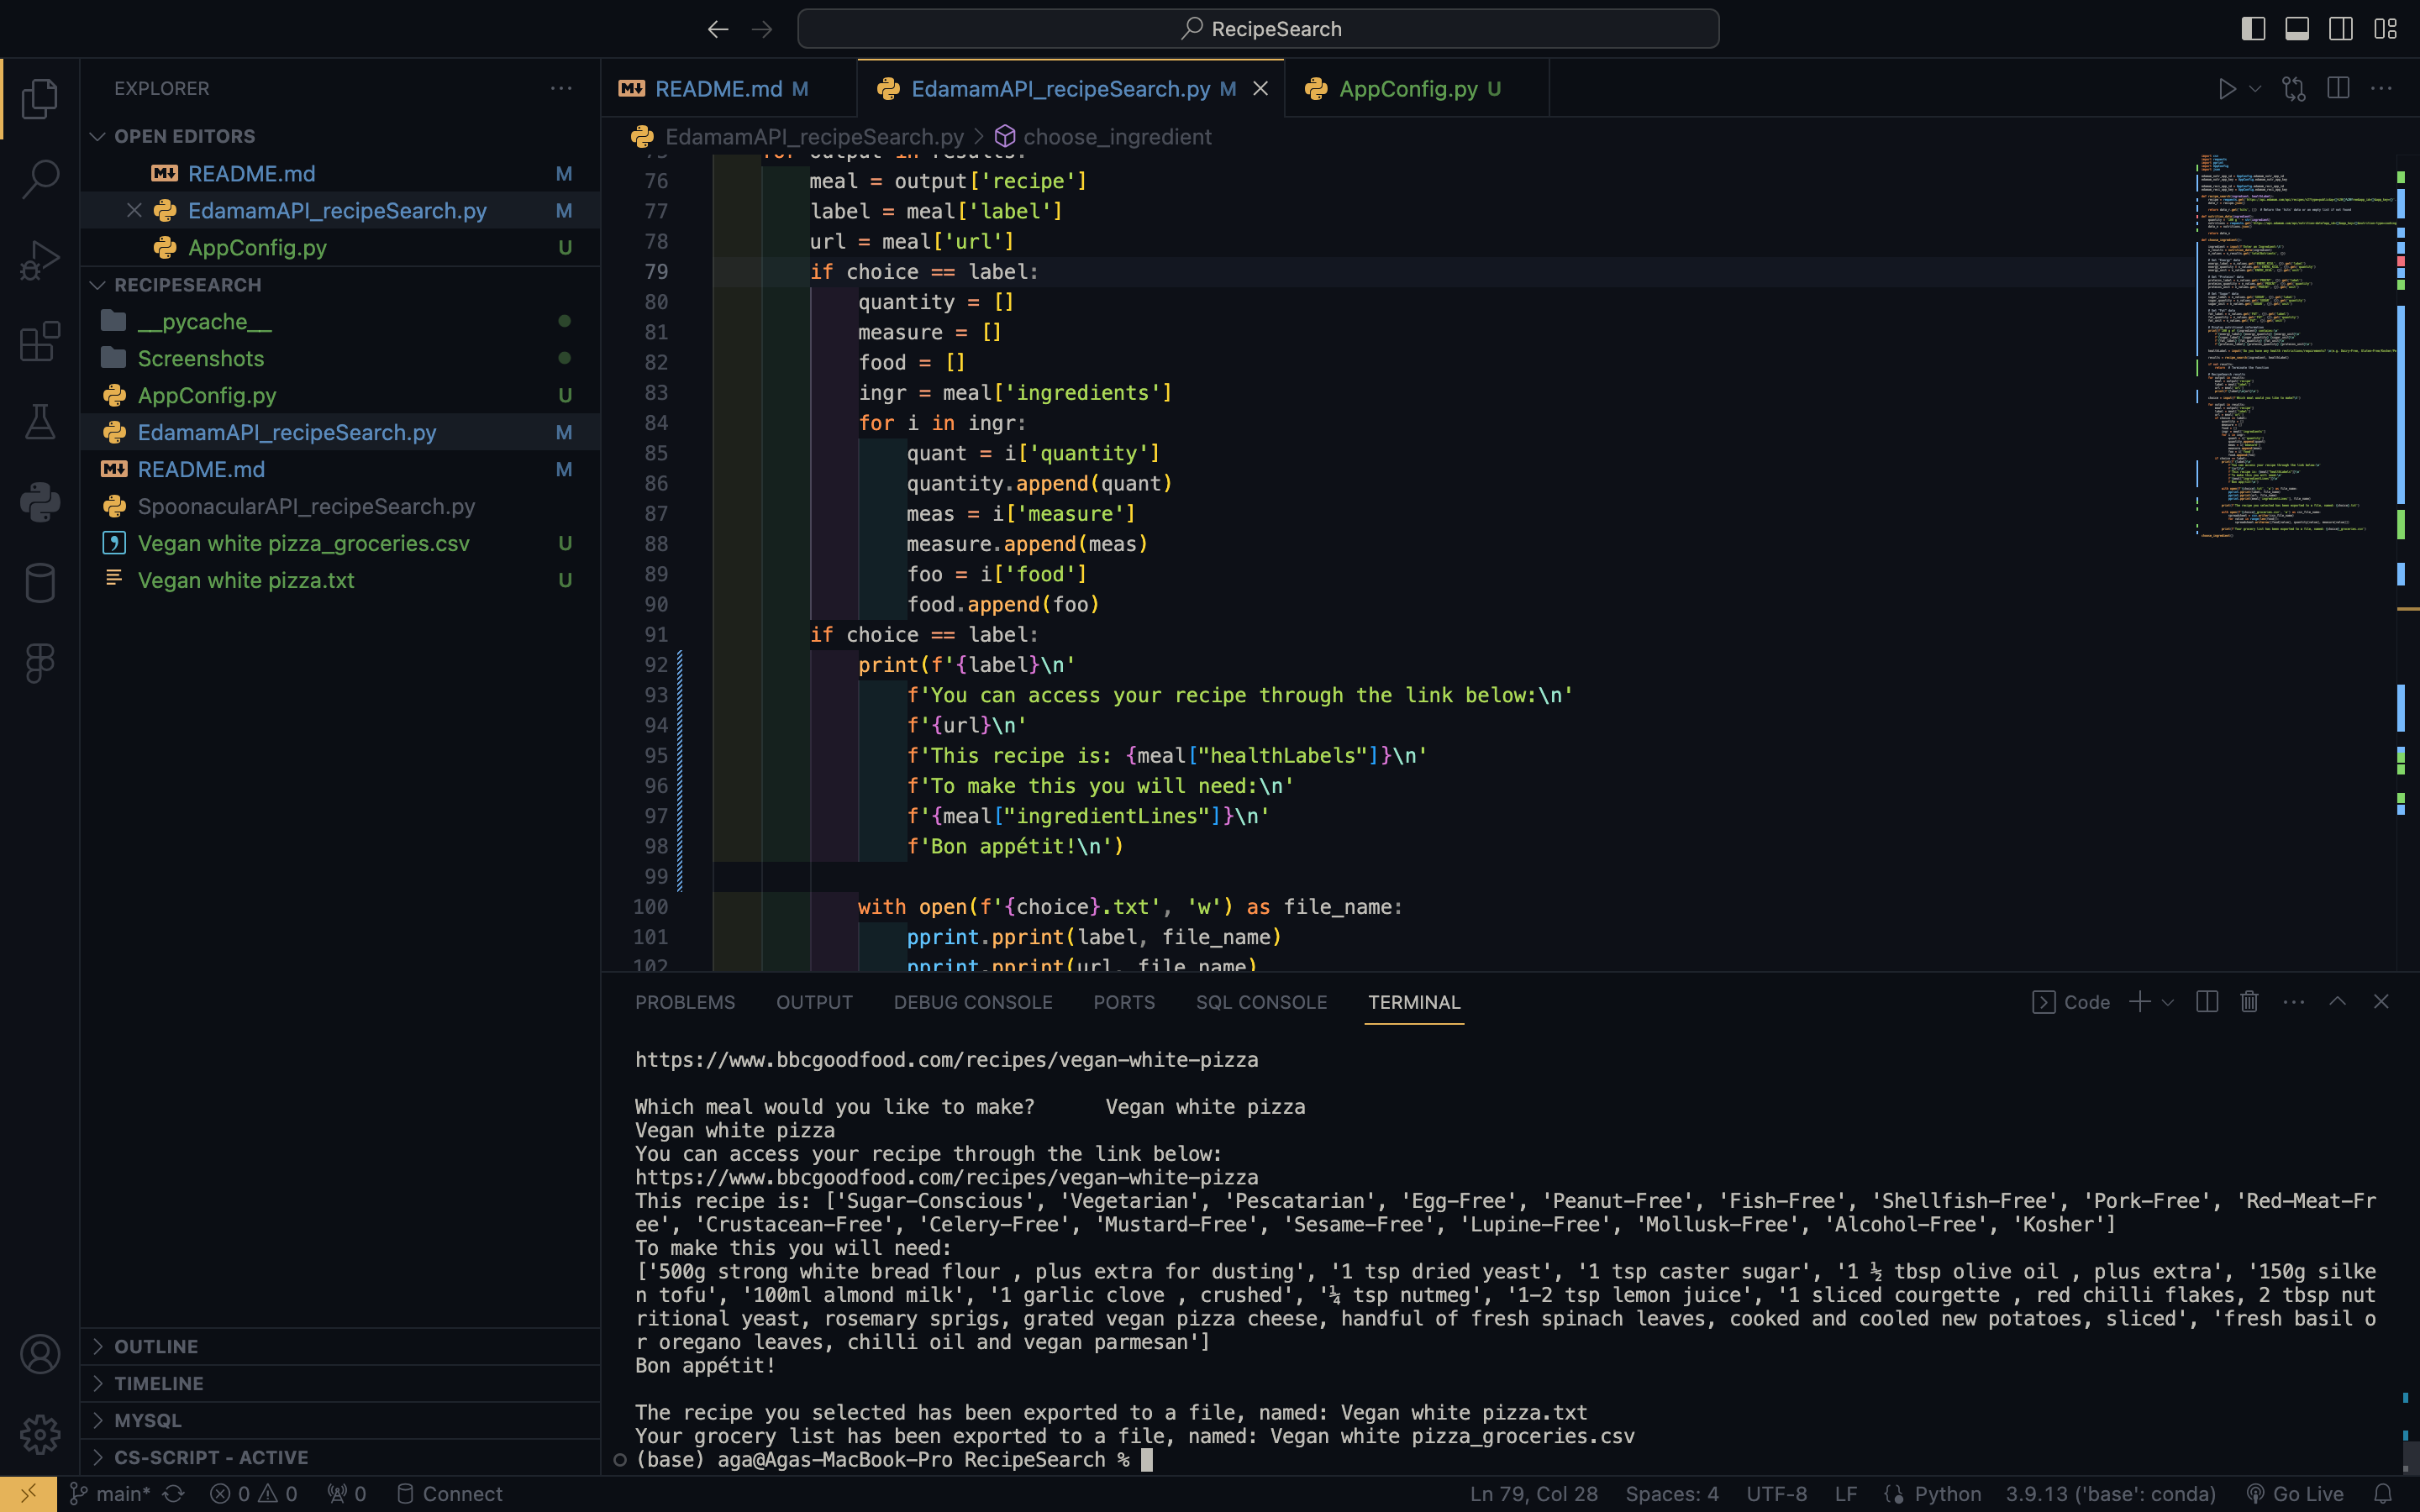 RecipeSearch
EXPLORER
OPEN EDITORS
README.md M
EdamamAPI_recipeSearch.py M
AppConfig.py U
RECIPESEARCH
__pycache__
Screenshots
AppConfig.py U
EdamamAPI_recipeSearch.py M
README.md M
SpoonacularAPI_recipeSearch.py
Vegan white pizza_groceries.csv U
Vegan white pizza.txt U
OUTLINE
TIMELINE
MYSQL
CS-SCRIPT - ACTIVE
README.md M
EdamamAPI_recipeSearch.py M
AppConfig.py U
EdamamAPI_recipeSearch.py > choose_ingredient
75 for output in results:
76 meal = output['recipe']
77 label = meal['label']
78 url = meal['url']
79 if choice == label:
80 quantity = []
81 measure = []
82 food = []
83 ingr = meal['ingredients']
84 for i in ingr:
85 quant = i['quantity']
86 quantity.append(quant)
87 meas = i['measure']
88 measure.append(meas)
89 foo = i['food']
90 food.append(foo)
91 if choice == label:
92 print(f'{label}\n'
93 f'You can access your recipe through the link below:\n'
94 f'{url}\n'
95 f'This recipe is: {meal["healthLabels"]}\n'
96 f'To make this you will need:\n'
97 f'{meal["ingredientLines"]}\n'
98 f'Bon appétit!\n')
99
100 with open(f'{choice}.txt', 'w') as file_name:
101 pprint.pprint(label, file_name)
102 pprint.pprint(url, file_name)
PROBLEMS OUTPUT DEBUG CONSOLE PORTS SQL CONSOLE TERMINAL
Code
https://www.bbcgoodfood.com/recipes/vegan-white-pizza
Which meal would you like to make? Vegan white pizza
Vegan white pizza
You can access your recipe through the link below:
https://www.bbcgoodfood.com/recipes/vegan-white-pizza
This recipe is: ['Sugar-Conscious', 'Vegetarian', 'Pescatarian', 'Egg-Free', 'Peanut-Free', 'Fish-Free', 'Shellfish-Free', 'Pork-Free', 'Red-Meat-Fr
ee', 'Crustacean-Free', 'Celery-Free', 'Mustard-Free', 'Sesame-Free', 'Lupine-Free', 'Mollusk-Free', 'Alcohol-Free', 'Kosher']
To make this you will need:
['500g strong white bread flour , plus extra for dusting', '1 tsp dried yeast', '1 tsp caster sugar', '1 ½ tbsp olive oil , plus extra', '150g silke
n tofu', '100ml almond milk', '1 garlic clove , crushed', '¼ tsp nutmeg', '1-2 tsp lemon juice', '1 sliced courgette , red chilli flakes, 2 tbsp nut
ritional yeast, rosemary sprigs, grated vegan pizza cheese, handful of fresh spinach leaves, cooked and cooled new potatoes, sliced', 'fresh basil o
r oregano leaves, chilli oil and vegan parmesan']
Bon appétit!
The recipe you selected has been exported to a file, named: Vegan white pizza.txt
Your grocery list has been exported to a file, named: Vegan white pizza_groceries.csv
(base) aga@Agas-MacBook-Pro RecipeSearch %
main* 0 0 0 Connect
Ln 79, Col 28 Spaces: 4 UTF-8 LF Python 3.9.13 ('base': conda) Go Live